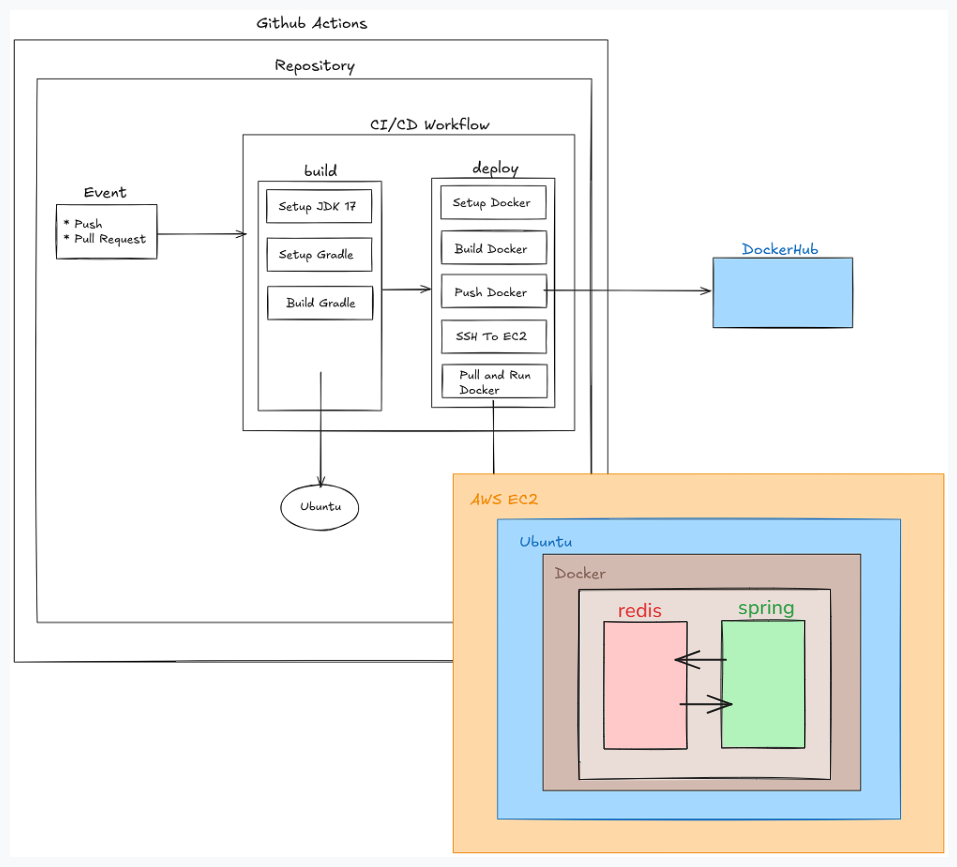 Github Actions
Repository
CI/CD Workflow
build
deploy
Event
* Push
* Pull Request
Setup JDK 17
Setup Gradle
Build Gradle
Setup Docker
Build Docker
Push Docker
SSH To EC2
Pull and Run
Docker
DockerHub
Ubuntu
AWS EC2
Ubuntu
Docker
redis
spring